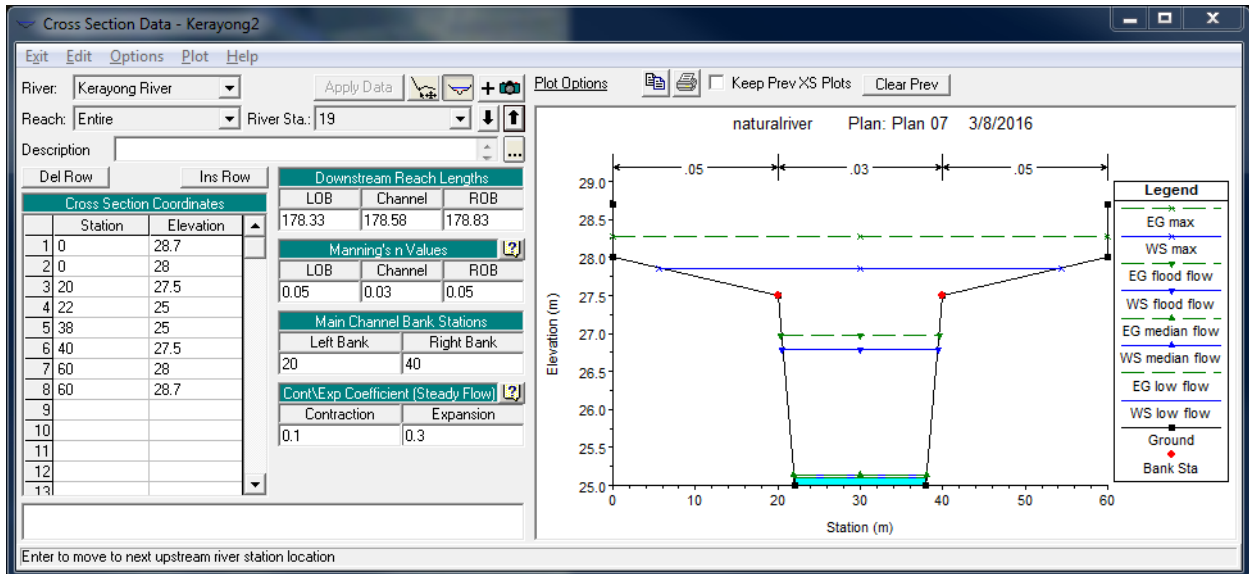 Cross Section Data - Kerayong2
Exit Edit Options Plot Help
River: Kerayong River Apply Data + Plot Options Keep Prev XS Plots Clear Prev
Reach: Entire River Sta.: 19
Description ...
Del Row Ins Row
Cross Section Coordinates
Station Elevation
1 0 28.7
2 0 28
3 20 27.5
4 22 25
5 38 25
6 40 27.5
7 60 28
8 60 28.7
9
10
11
12
13
Downstream Reach Lengths
LOB Channel ROB
178.33 178.58 178.83
Manning's n Values
LOB Channel ROB
0.05 0.03 0.05
Main Channel Bank Stations
Left Bank Right Bank
20 40
Cont\Exp Coefficient (Steady Flow)
Contraction Expansion
0.1 0.3
naturalriver Plan: Plan 07 3/8/2016
.05 .03 .05
29.0
28.5
28.0
27.5
27.0
26.5
26.0
25.5
25.0
Elevation (m)
0 10 20 30 40 50 60
Station (m)
Legend
EG max
WS max
EG flood flow
WS flood flow
EG median flow
WS median flow
EG low flow
WS low flow
Ground
Bank Sta
Enter to move to next upstream river station location